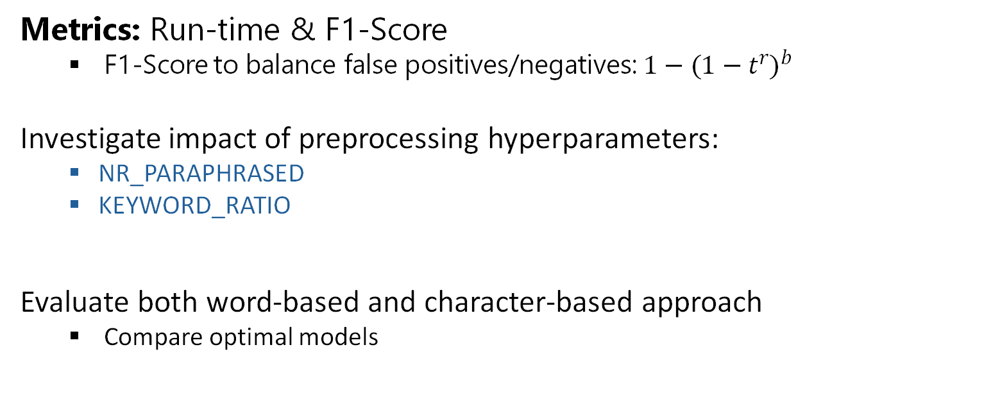 Metrics: Run-time & F1-Score
▪ F1-Score to balance false positives/negatives: 1 − (1 − t^r)^b
Investigate impact of preprocessing hyperparameters:
▪ NR_PARAPHRASED
▪ KEYWORD_RATIO
Evaluate both word-based and character-based approach
▪ Compare optimal models